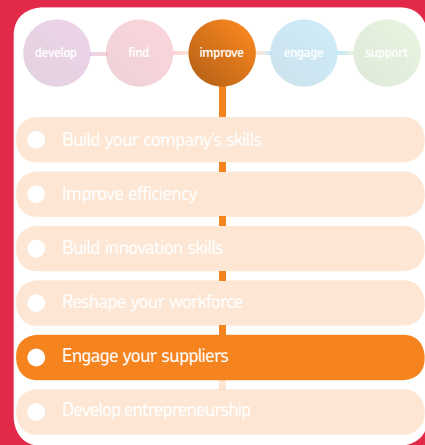 develop find improve engage support
Build your company's skills
Improve efficiency
Build innovation skills
Reshape your workforce
Engage your suppliers
Develop entrepreneurship